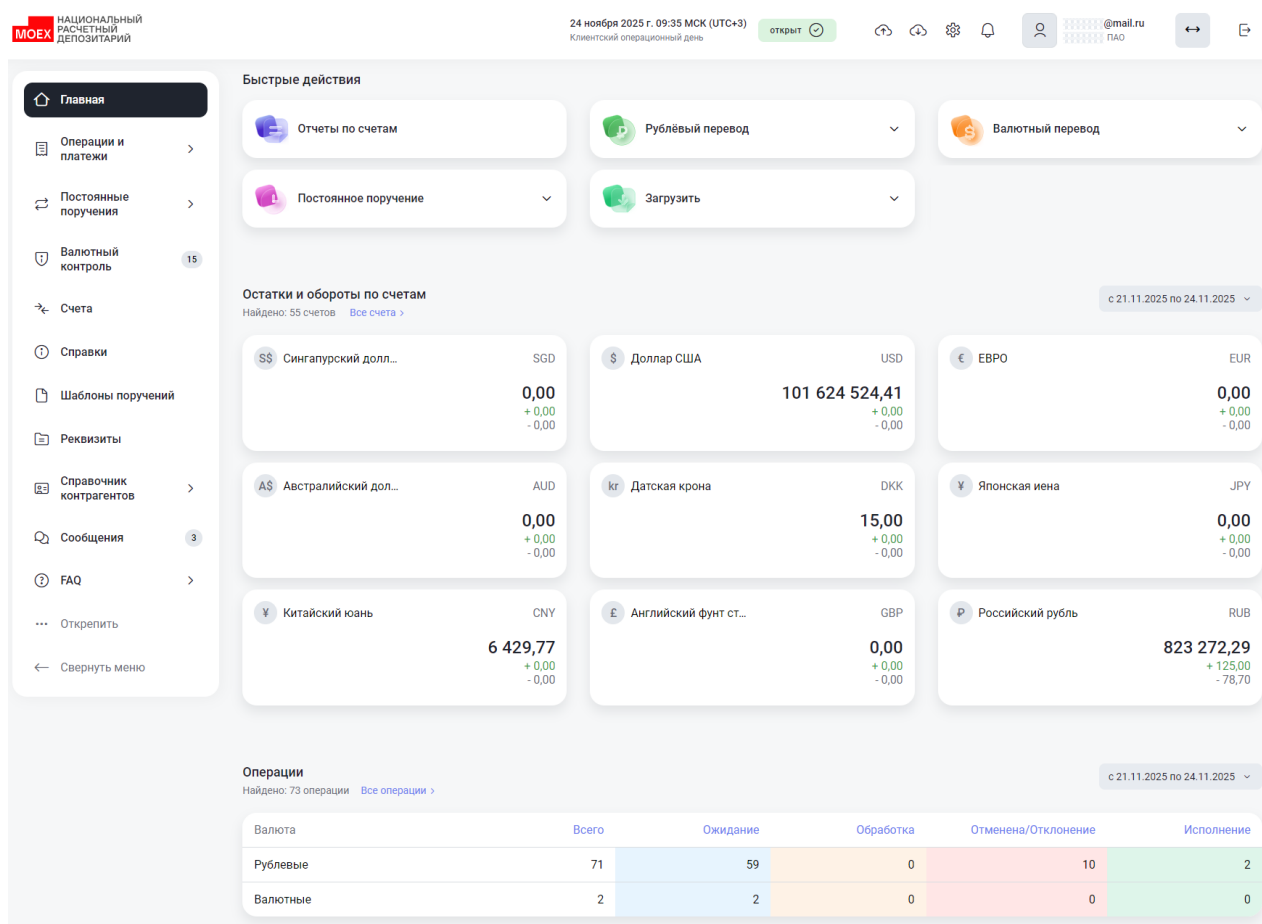 MOEX НАЦИОНАЛЬНЫЙ РАСЧЕТНЫЙ ДЕПОЗИТАРИЙ
24 ноября 2025 г. 09:35 МСК (UTC+3)
Клиентский операционный день
открыт
@mail.ru
ПАО
Главная
Операции и
платежи
Постоянные
поручения
Валютный
контроль
15
Счета
Справки
Шаблоны поручений
Реквизиты
Справочник
контрагентов
Сообщения 3
FAQ
Открепить
Свернуть меню
Быстрые действия
Отчеты по счетам
Рублёвый перевод
Валютный перевод
Постоянное поручение
Загрузить
Остатки и обороты по счетам
Найдено: 55 счетов Все счета >
с 21.11.2025 по 24.11.2025
S$ Сингапурский долл... SGD
0,00
+ 0,00
- 0,00
$ Доллар США USD
101 624 524,41
+ 0,00
- 0,00
€ ЕВРО EUR
0,00
+ 0,00
- 0,00
A$ Австралийский дол... AUD
0,00
+ 0,00
- 0,00
kr Датская крона DKK
15,00
+ 0,00
- 0,00
¥ Японская иена JPY
0,00
+ 0,00
- 0,00
¥ Китайский юань CNY
6 429,77
+ 0,00
- 0,00
£ Английский фунт ст... GBP
0,00
+ 0,00
- 0,00
₽ Российский рубль RUB
823 272,29
+ 125,00
- 78,70
Операции
Найдено: 73 операции Все операции >
с 21.11.2025 по 24.11.2025
Валюта Всего Ожидание Обработка Отменена/Отклонение Исполнение
Рублевые 71 59 0 10 2
Валютные 2 2 0 0 0